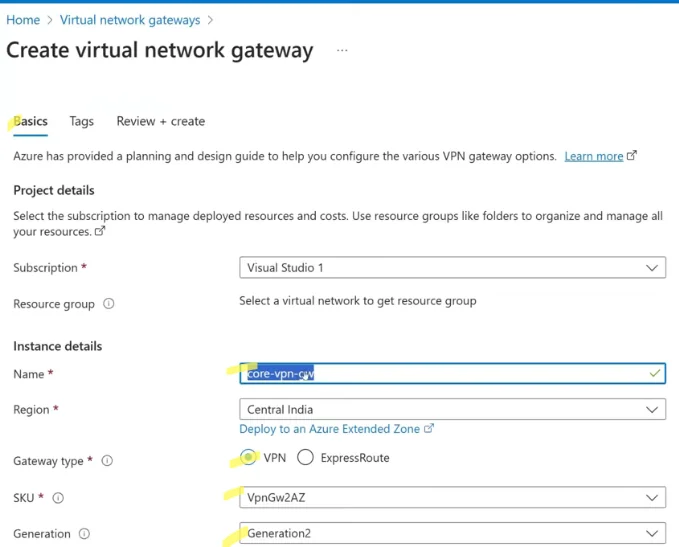 Home > Virtual network gateways >
Create virtual network gateway ...
Basics Tags Review + create
Azure has provided a planning and design guide to help you configure the various VPN gateway options. Learn more
Project details
Select the subscription to manage deployed resources and costs. Use resource groups like folders to organize and manage all
your resources.
Subscription * Visual Studio 1
Resource group Select a virtual network to get resource group
Instance details
Name * core-vpn-gw
Region * Central India
Deploy to an Azure Extended Zone
Gateway type * VPN ExpressRoute
SKU * VpnGw2AZ
Generation Generation2